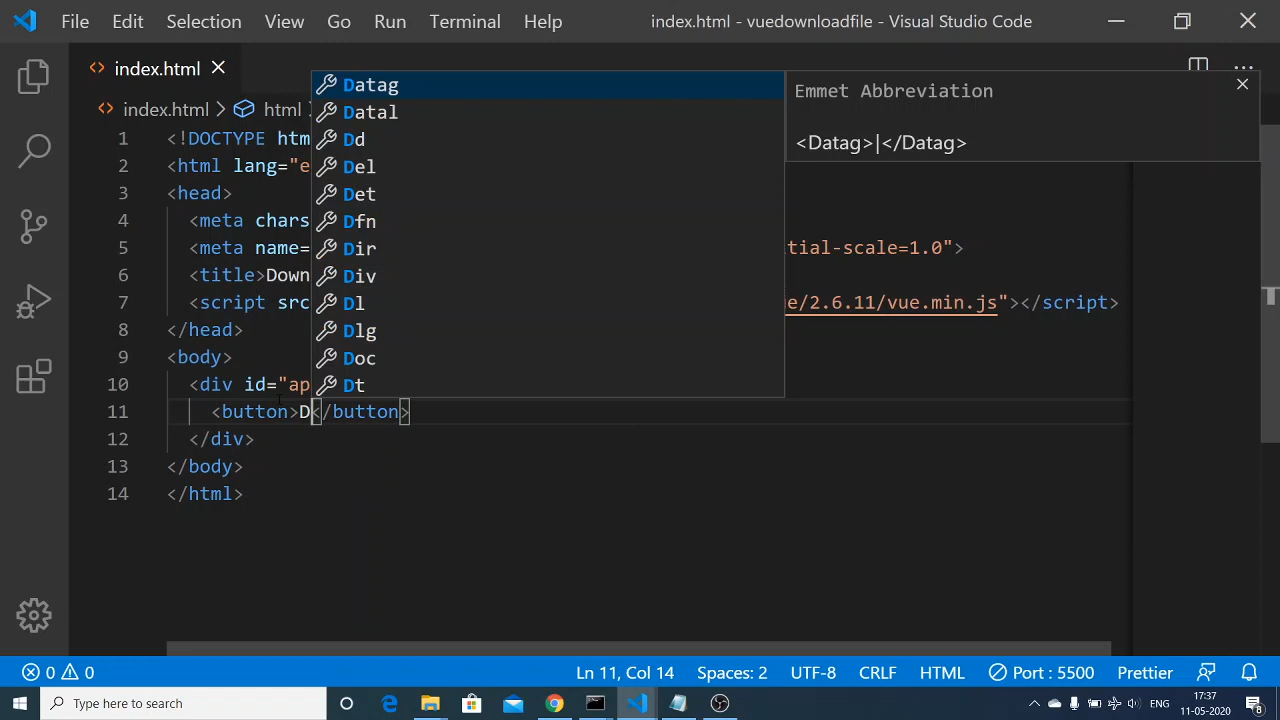 File Edit Selection View Go Run Terminal Help index.html - vuedownloadfile - Visual Studio Code
index.html
index.html > html
Datag
Datal
Dd
Del
Det
Dfn
Dir
Div
Dl
Dlg
Doc
Dt
Emmet Abbreviation
<Datag>|</Datag>
1 <!DOCTYPE htm
2 <html lang="e
3 <head>
4 <meta chars
5 <meta name= tial-scale=1.0">
6 <title>Down
7 <script src e/2.6.11/vue.min.js"></script>
8 </head>
9 <body>
10 <div id="ap
11 <button>D</button>
12 </div>
13 </body>
14 </html>
0 0 Ln 11, Col 14 Spaces: 2 UTF-8 CRLF HTML Port : 5500 Prettier
Type here to search
ENG
17:37
11-05-2020
8